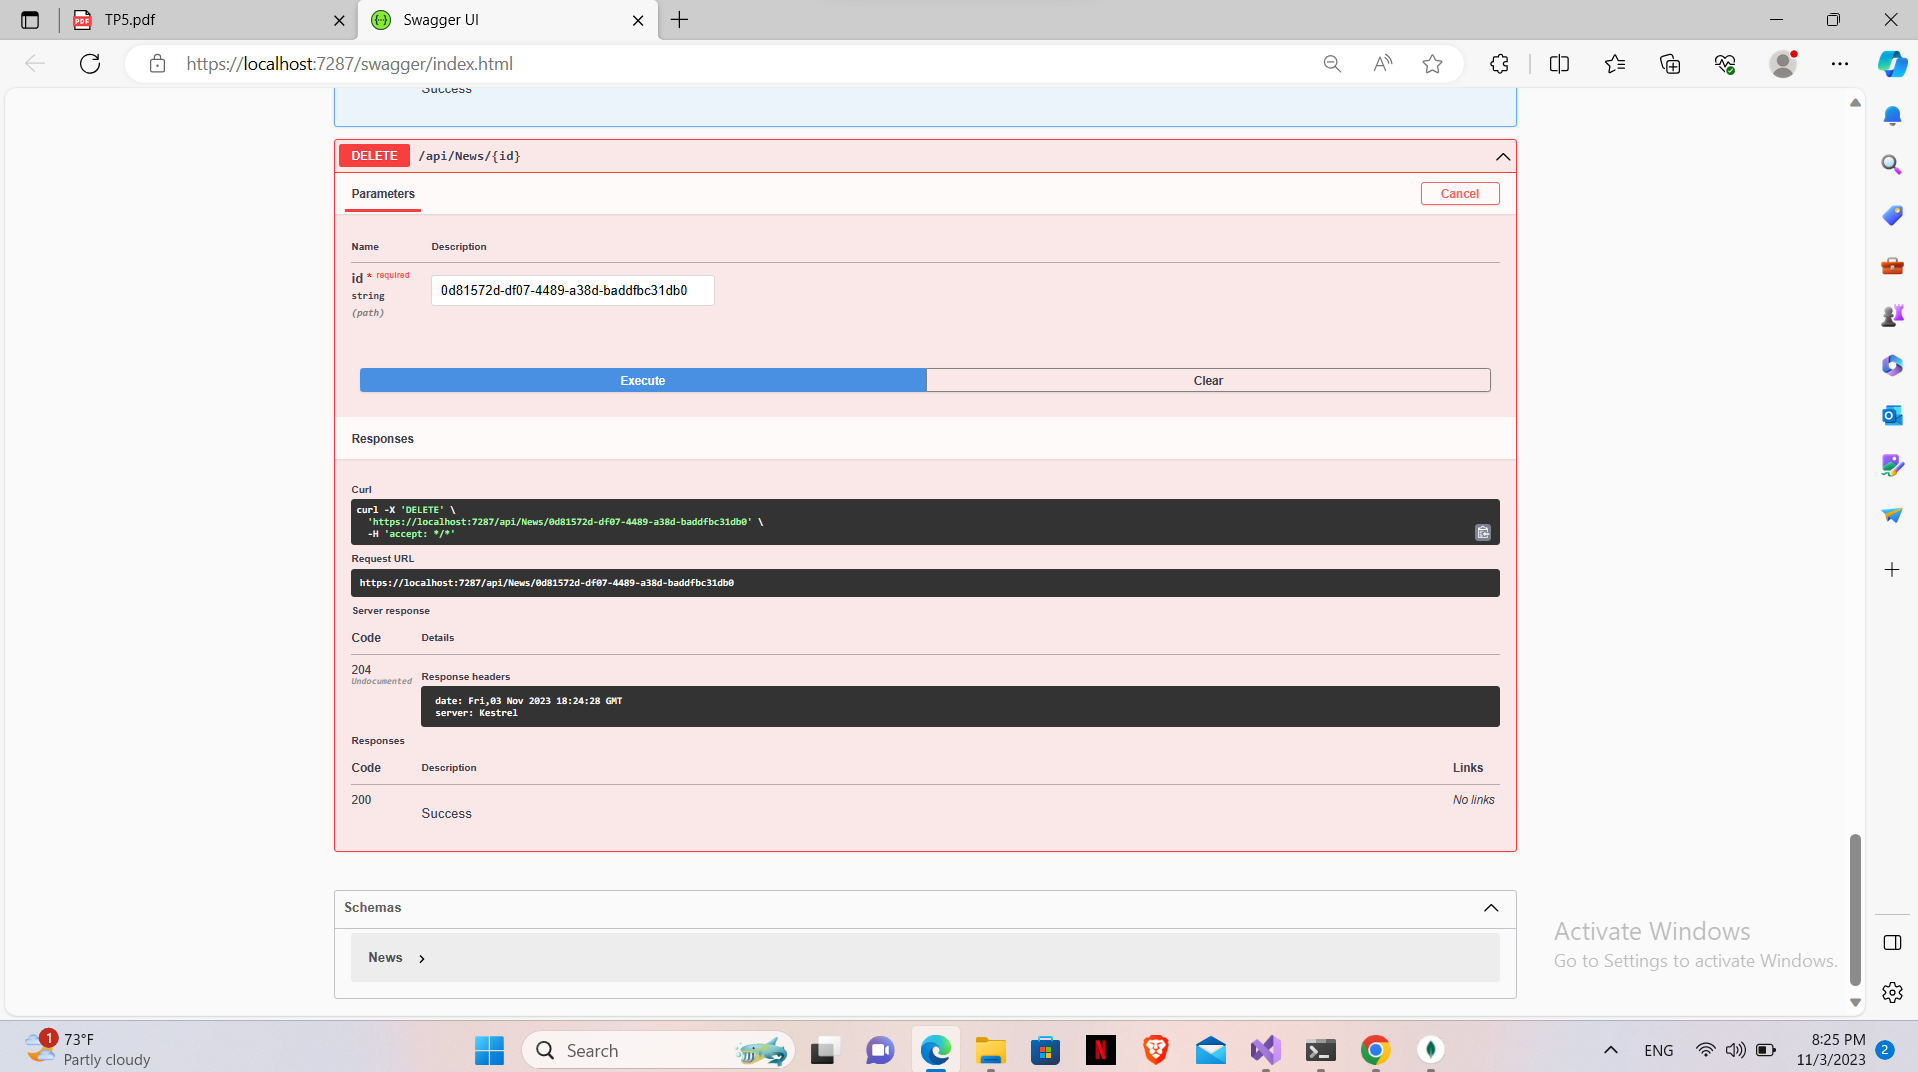 TP5.pdf
Swagger UI
https://localhost:7287/swagger/index.html
Success
DELETE /api/News/{id}
Parameters
Cancel
Name Description
id * required
string
(path)
0d81572d-df07-4489-a38d-baddfbc31db0
Execute Clear
Responses
Curl
curl -X 'DELETE' \
'https://localhost:7287/api/News/0d81572d-df07-4489-a38d-baddfbc31db0' \
-H 'accept: */*'
Request URL
https://localhost:7287/api/News/0d81572d-df07-4489-a38d-baddfbc31db0
Server response
Code Details
204
Undocumented
Response headers
date: Fri,03 Nov 2023 18:24:28 GMT
server: Kestrel
Responses
Code Description Links
200
Success
No links
Schemas
News
Activate Windows
Go to Settings to activate Windows.
1
73°F
Partly cloudy
Search
ENG
8:25 PM
11/3/2023
2